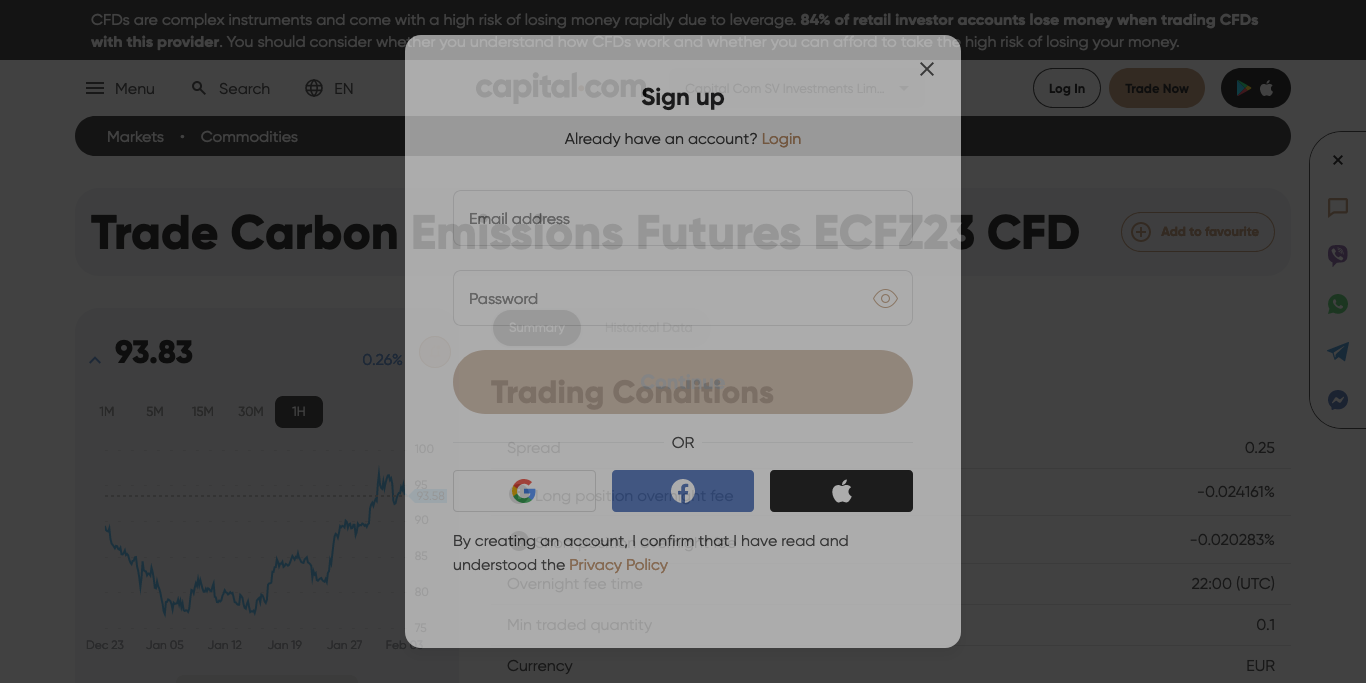 CFDs are complex instruments and come with a high risk of losing money rapidly due to leverage. 84% of retail investor accounts lose money when trading CFDs
with this provider. You should consider whether you understand how CFDs work and whether you can afford to take the high risk of losing your money.
Menu
Search
EN
capital.com
Capital Com SV Investments Lim..
Log In
Trade Now
Markets
Commodities
Sign up
Already have an account? Login
Email address
Password
OR
By creating an account, I confirm that I have read and
understood the Privacy Policy
Trade Carbon Emissions Futures ECFZ23 CFD
Add to favourite
93.83
0.26%
1M 5M 15M 30M 1H
100
95
93.58
90
85
80
75
Dec 23 Jan 05 Jan 12 Jan 19 Jan 27 Feb
Summary
Historical Data
Trading Conditions
Spread 0.25
Long position overnight fee -0.024161%
-0.020283%
Overnight fee time 22:00 (UTC)
Min traded quantity 0.1
Currency EUR